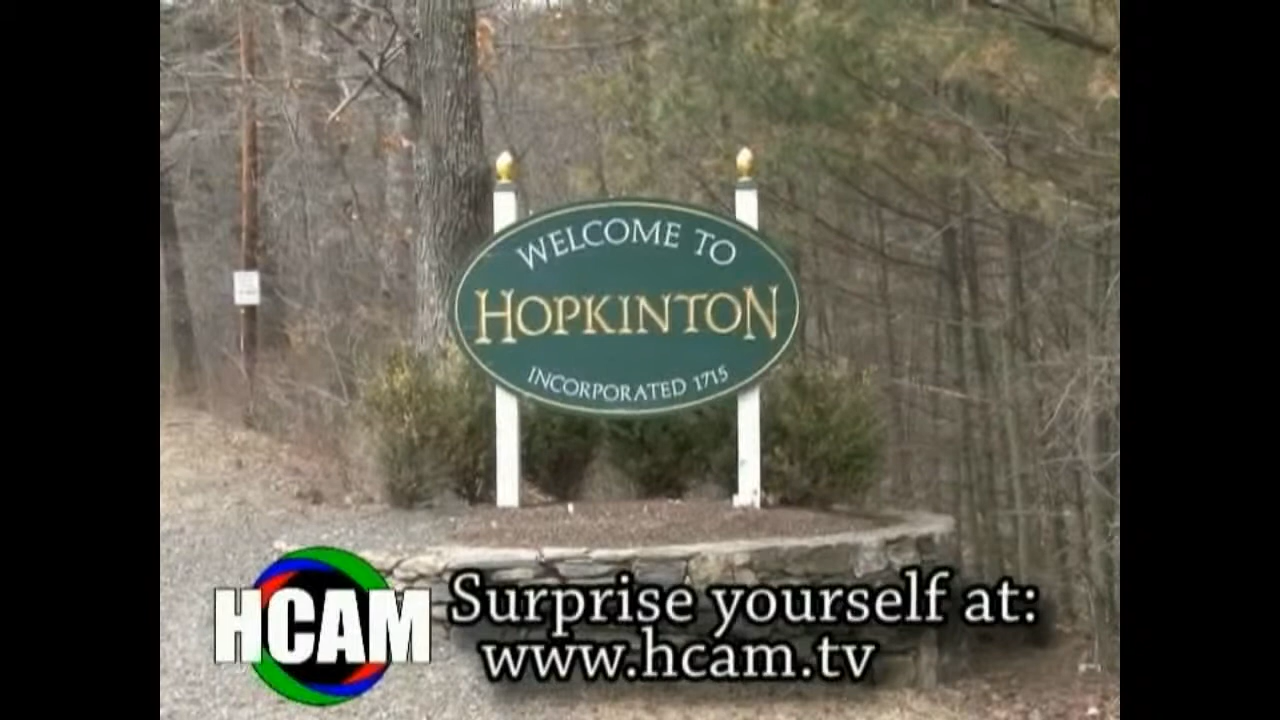 WELCOME TO
HOPKINTON
INCORPORATED 1715
HCAM
Surprise yourself at:
www.hcam.tv